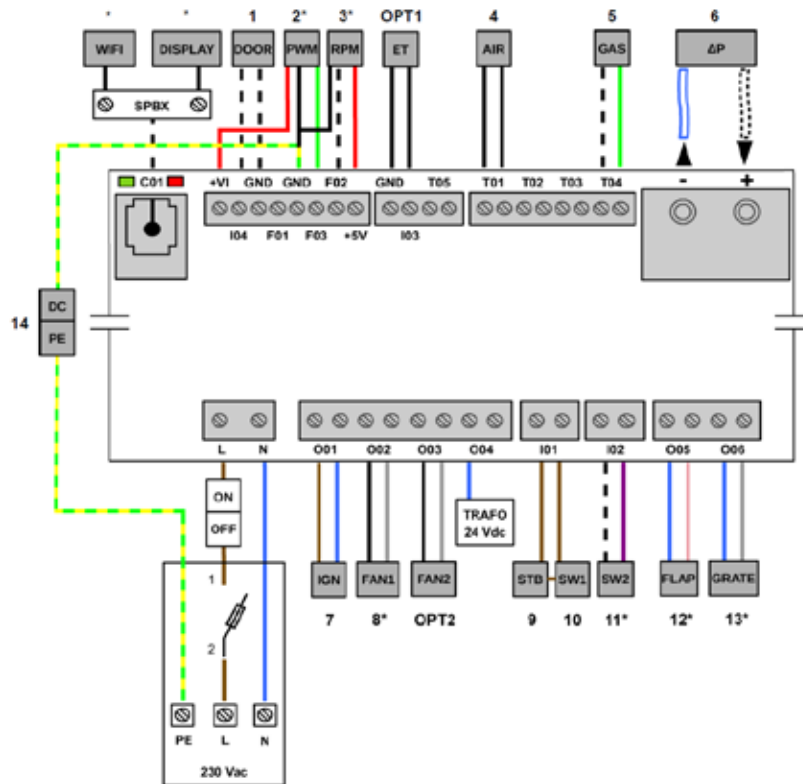 * * 1 2* 3* OPT1 4 5 6
WIFI DISPLAY DOOR PWM RPM ET AIR GAS ΔP
SPBX
C01 +VI GND GND F02 GND T05 T01 T02 T03 T04 - +
I04 F01 F03 +5V I03
DC
14
PE
L N O01 O02 O03 O04 I01 I02 O05 O06
ON
OFF
TRAFO
24 Vdc
1
IGN FAN1 FAN2 STB SW1 SW2 FLAP GRATE
7 8* OPT2 9 10 11* 12* 13*
2
PE L N
230 Vac